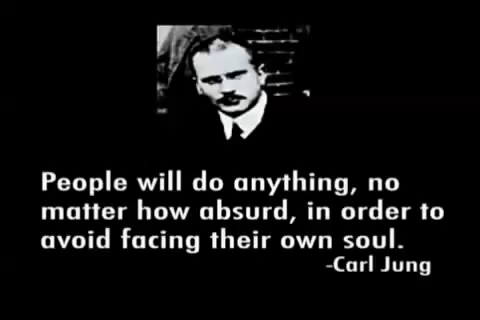 People will do anything, no
matter how absurd, in order to
avoid facing their own soul.
-Carl Jung